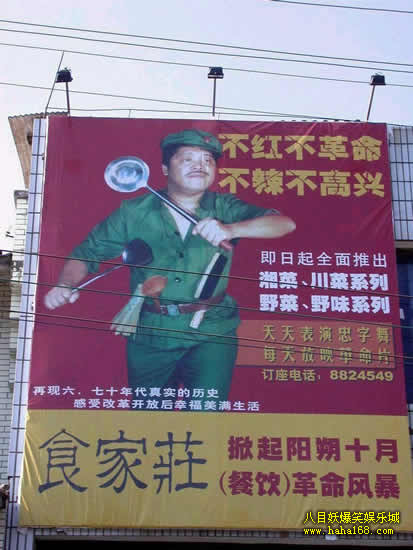 不红不革命
不辣不高兴
即日起全面推出
湘菜、川菜系列
野菜、野味系列
天天表演忠字舞
每天放映革命片
订座电话：8824549
再现六．七十年代真实的历史
感受改革开放后幸福美满生活
食家莊
掀起阳朔十月
(餐饮)革命风暴
八目妖爆笑娱乐城
www.haha168.com